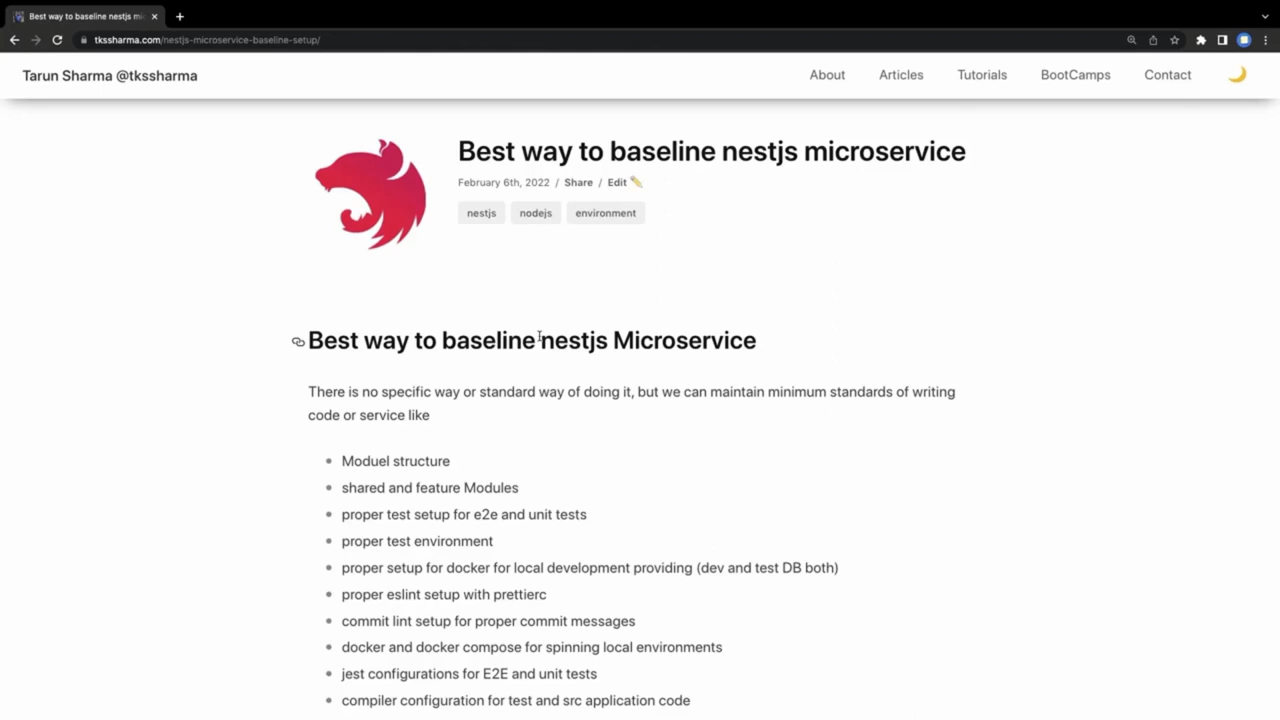 Best way to baseline nestjs mi
tkssharma.com/nestjs-microservice-baseline-setup/
Tarun Sharma @tkssharma
About
Articles
Tutorials
BootCamps
Contact
Best way to baseline nestjs microservice
February 6th, 2022 / Share / Edit
nestjs
nodejs
environment
Best way to baseline nestjs Microservice
There is no specific way or standard way of doing it, but we can maintain minimum standards of writing
code or service like
Moduel structure
shared and feature Modules
proper test setup for e2e and unit tests
proper test environment
proper setup for docker for local development providing (dev and test DB both)
proper eslint setup with prettierc
commit lint setup for proper commit messages
docker and docker compose for spinning local environments
jest configurations for E2E and unit tests
compiler configuration for test and src application code